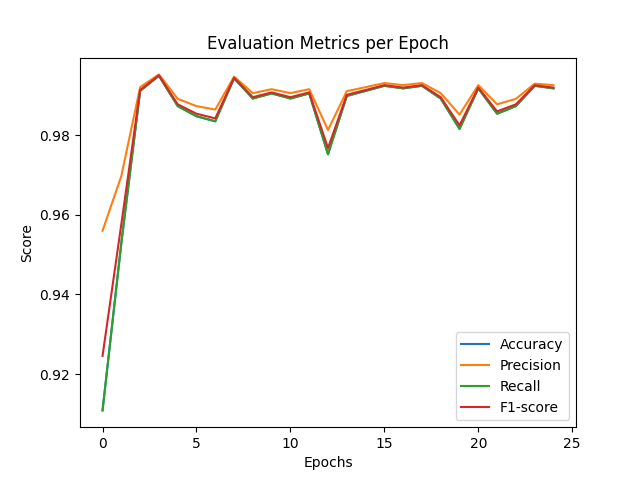 Evaluation Metrics per Epoch
Score
0.98
0.96
0.94
0.92
0 5 10 15 20 25
Epochs
Accuracy
Precision
Recall
F1-score